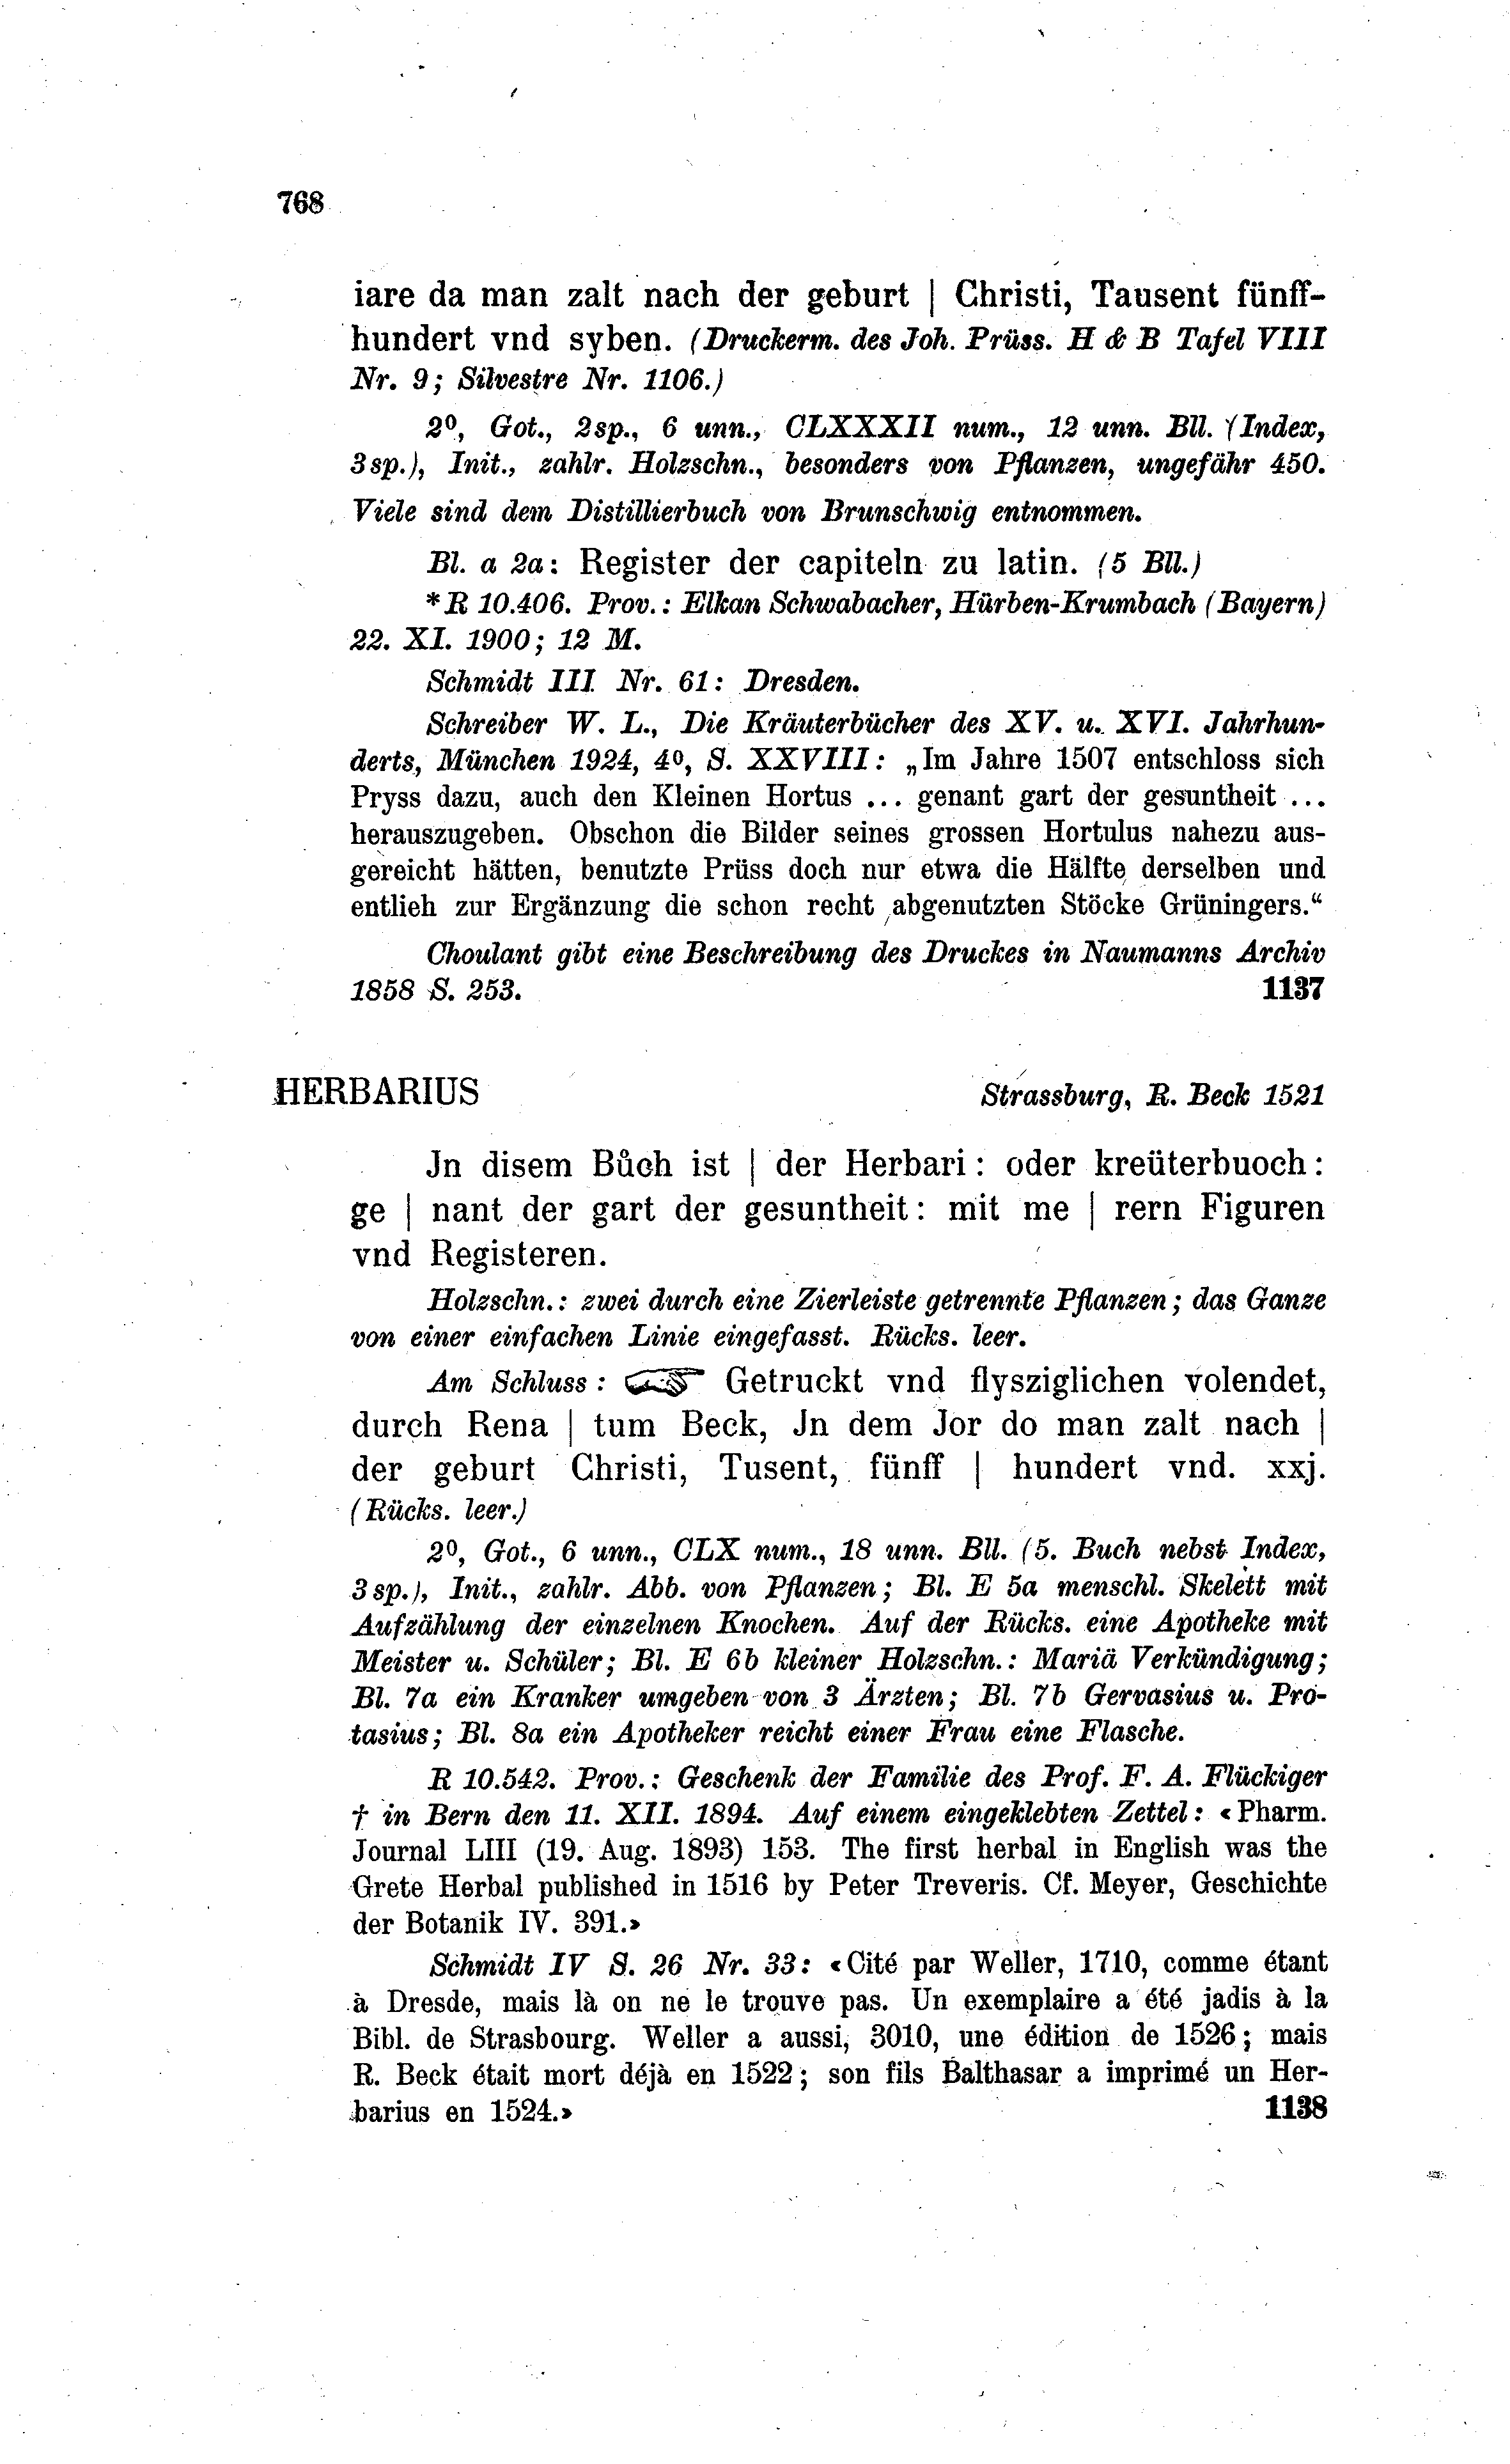 768
iare da man zalt nach der geburt | Christi, Tausent fünff-
hundert vnd syben. (Druckerm. des Joh. Prüss. H & B Tafel VIII
Nr. 9; Silvestre Nr. 1106.)
2⁰, Got., 2sp., 6 unn., CLXXXII num., 12 unn. Bll. (Index,
3sp.), Init., zahlr. Holzschn., besonders von Pflanzen, ungefähr 450.
Viele sind dem Distillierbuch von Brunschwig entnommen.
Bl. a 2a: Register der capiteln zu latin. (5 Bll.)
*R 10.406. Prov.: Elkan Schwabacher, Hürben-Krumbach (Bayern)
22. XI. 1900; 12 M.
Schmidt III Nr. 61: Dresden.
Schreiber W. L., Die Kräuterbücher des XV. u. XVI. Jahrhun-
derts, München 1924, 4⁰, S. XXVIII: „Im Jahre 1507 entschloss sich
Pryss dazu, auch den Kleinen Hortus ... genant gart der gesuntheit ...
herauszugeben. Obschon die Bilder seines grossen Hortulus nahezu aus-
gereicht hätten, benutzte Prüss doch nur etwa die Hälfte derselben und
entlieh zur Ergänzung die schon recht abgenutzten Stöcke Grüningers.“
Choulant gibt eine Beschreibung des Druckes in Naumanns Archiv
1858 S. 253. 1137
HERBARIUS Strassburg, R. Beck 1521
Jn disem Bůch ist | der Herbari: oder kreüterbuoch:
ge | nant der gart der gesuntheit: mit me | rern Figuren
vnd Registeren.
Holzschn.: zwei durch eine Zierleiste getrennte Pflanzen; das Ganze
von einer einfachen Linie eingefasst. Rücks. leer.
Am Schluss: ☞ Getruckt vnd flysziglichen volendet,
durch Rena | tum Beck, Jn dem Jor do man zalt nach |
der geburt Christi, Tusent, fünff | hundert vnd. xxj.
(Rücks. leer.)
2⁰, Got., 6 unn., CLX num., 18 unn. Bll. (5. Buch nebst Index,
3sp.), Init., zahlr. Abb. von Pflanzen; Bl. E 5a menschl. Skelett mit
Aufzählung der einzelnen Knochen. Auf der Rücks. eine Apotheke mit
Meister u. Schüler; Bl. E 6b kleiner Holzschn.: Mariä Verkündigung;
Bl. 7a ein Kranker umgeben von 3 Ärzten; Bl. 7b Gervasius u. Pro-
tasius; Bl. 8a ein Apotheker reicht einer Frau eine Flasche.
R 10.542. Prov.: Geschenk der Familie des Prof. F. A. Flückiger
† in Bern den 11. XII. 1894. Auf einem eingeklebten Zettel: «Pharm.
Journal LIII (19. Aug. 1893) 153. The first herbal in English was the
Grete Herbal published in 1516 by Peter Treveris. Cf. Meyer, Geschichte
der Botanik IV. 391.»
Schmidt IV S. 26 Nr. 33: «Cité par Weller, 1710, comme étant
à Dresde, mais là on ne le trouve pas. Un exemplaire a été jadis à la
Bibl. de Strasbourg. Weller a aussi, 3010, une édition de 1526; mais
R. Beck était mort déjà en 1522; son fils Balthasar a imprimé un Her-
barius en 1524.» 1138